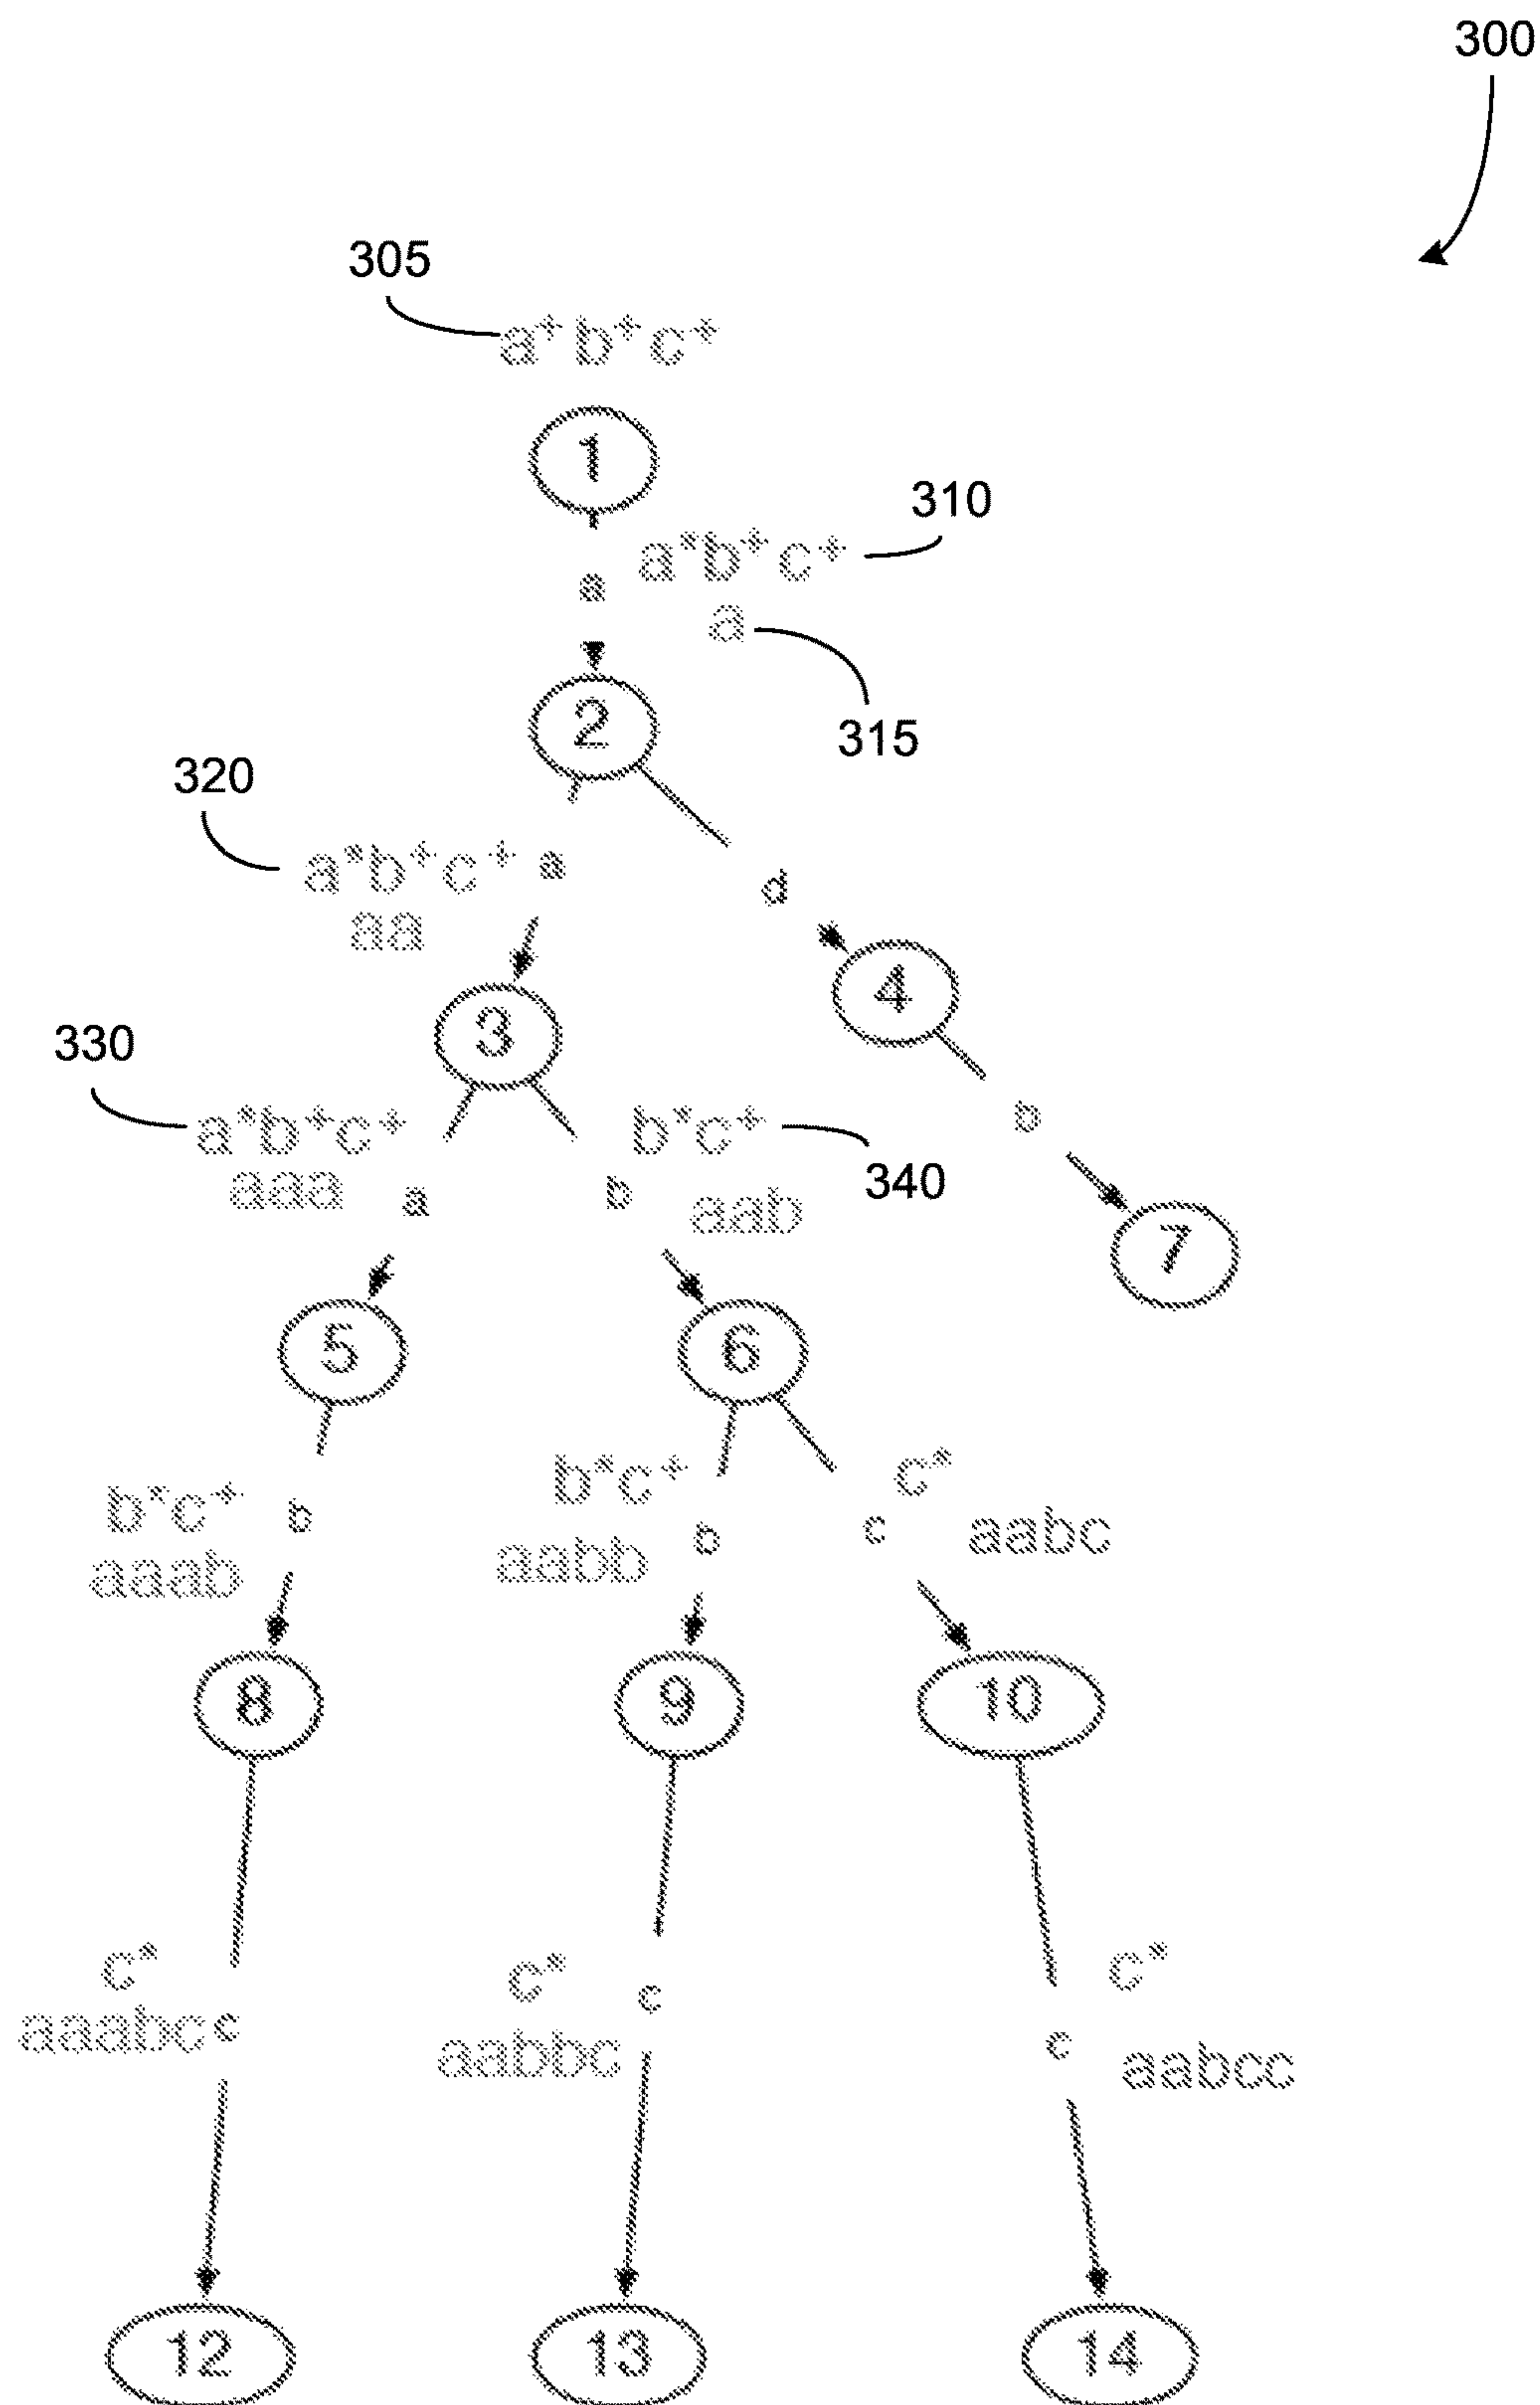 300
305
a⁺b⁺c⁺
1
310
a*b⁺c⁺
a
a
315
2
320
a*b⁺c⁺ a
aa
d
4
3
330
a*b⁺c⁺
b*c⁺
b
aaa
a
b
aab
340
7
5
6
b*c⁺
b
aaab
b*c⁺
b
aabb
c*
c
aabc
8
9
10
c*
aaabc c
c*
c
aabbc
c*
c
aabcc
12
13
14